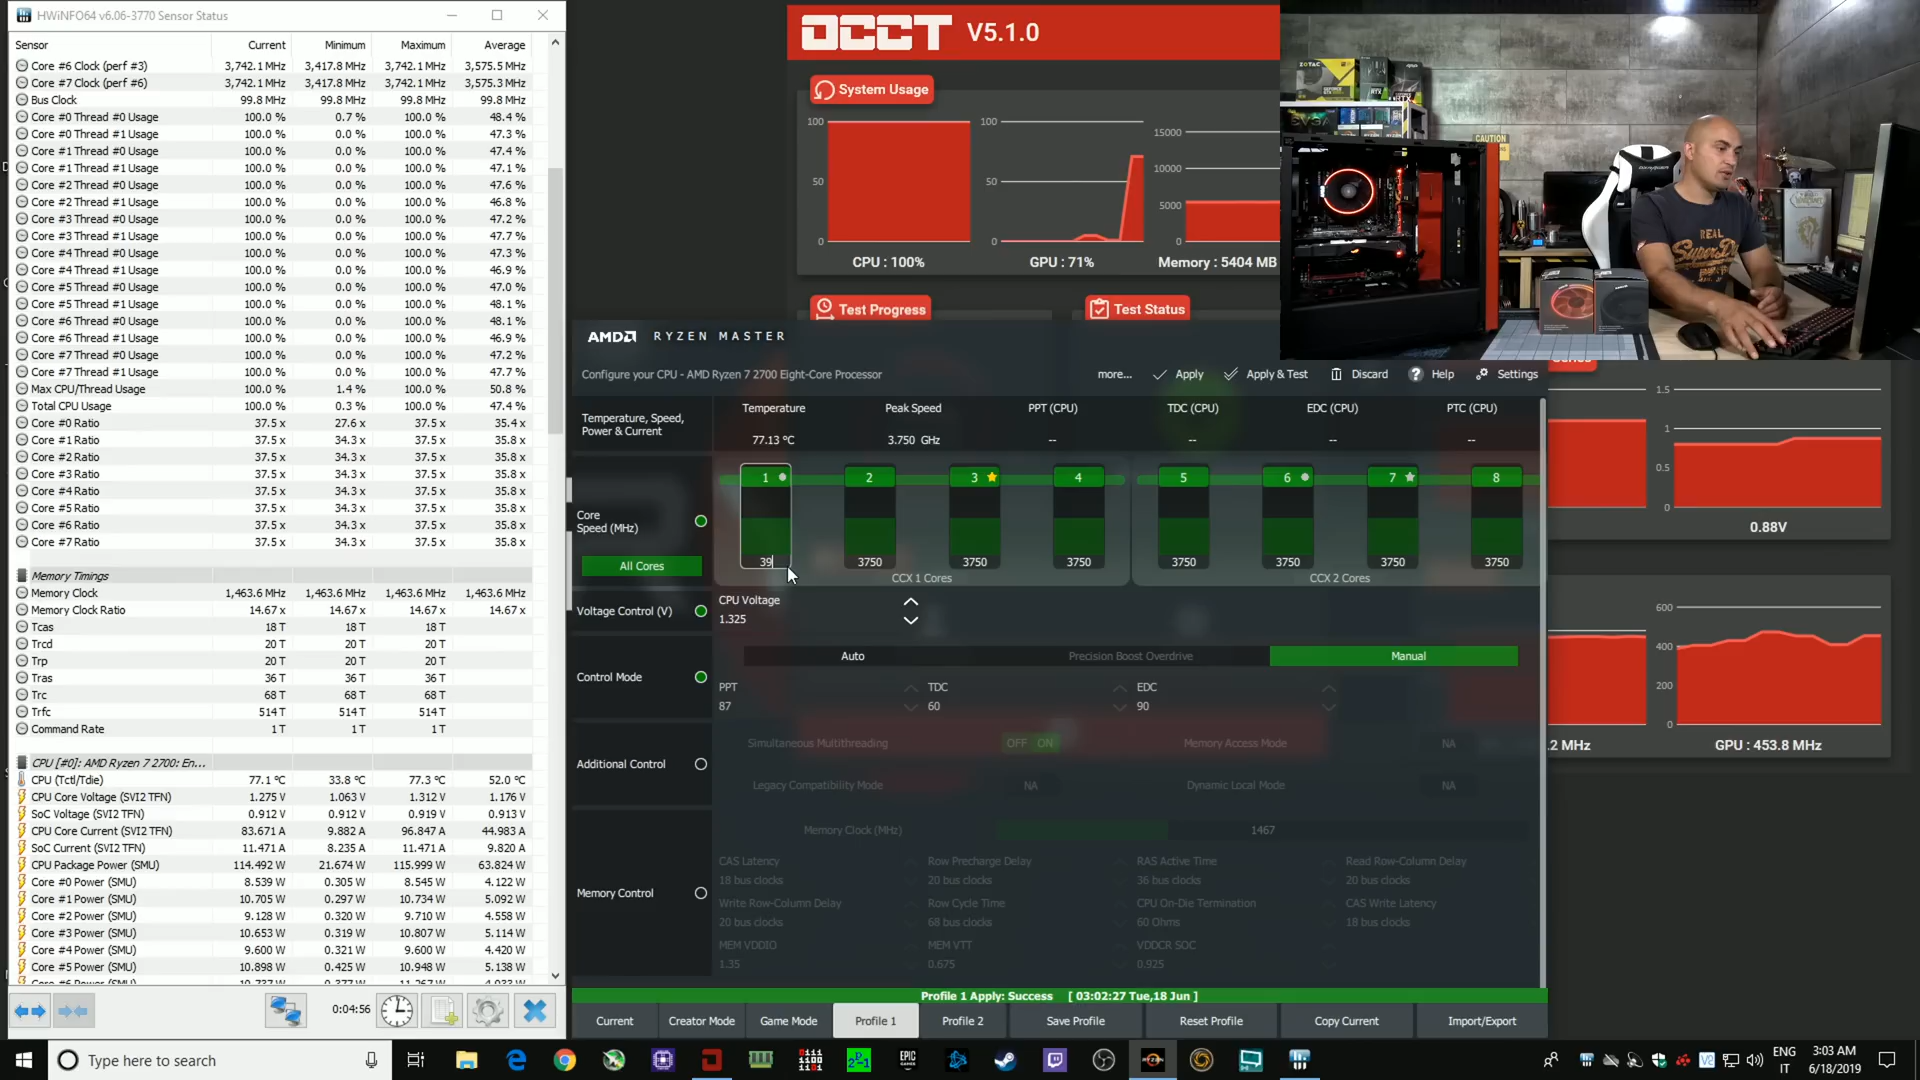 HWiNFO64 v6.06-3770 Sensor Status
Sensor Current Minimum Maximum Average
Core #6 Clock (perf #3) 3,742.1 MHz 3,417.8 MHz 3,742.1 MHz 3,575.5 MHz
Core #7 Clock (perf #6) 3,742.1 MHz 3,417.8 MHz 3,742.1 MHz 3,575.3 MHz
Bus Clock 99.8 MHz 99.8 MHz 99.8 MHz 99.8 MHz
Core #0 Thread #0 Usage 100.0 % 0.7 % 100.0 % 48.4 %
Core #0 Thread #1 Usage 100.0 % 0.0 % 100.0 % 47.3 %
Core #1 Thread #0 Usage 100.0 % 0.0 % 100.0 % 47.4 %
Core #1 Thread #1 Usage 100.0 % 0.0 % 100.0 % 47.1 %
Core #2 Thread #0 Usage 100.0 % 0.0 % 100.0 % 47.6 %
Core #2 Thread #1 Usage 100.0 % 0.0 % 100.0 % 46.8 %
Core #3 Thread #0 Usage 100.0 % 0.0 % 100.0 % 47.2 %
Core #3 Thread #1 Usage 100.0 % 0.0 % 100.0 % 47.7 %
Core #4 Thread #0 Usage 100.0 % 0.0 % 100.0 % 47.3 %
Core #4 Thread #1 Usage 100.0 % 0.0 % 100.0 % 46.9 %
Core #5 Thread #0 Usage 100.0 % 0.0 % 100.0 % 47.0 %
Core #5 Thread #1 Usage 100.0 % 0.0 % 100.0 % 48.1 %
Core #6 Thread #0 Usage 100.0 % 0.0 % 100.0 % 48.1 %
Core #6 Thread #1 Usage 100.0 % 0.0 % 100.0 % 46.9 %
Core #7 Thread #0 Usage 100.0 % 0.0 % 100.0 % 47.2 %
Core #7 Thread #1 Usage 100.0 % 0.0 % 100.0 % 47.7 %
Max CPU/Thread Usage 100.0 % 1.4 % 100.0 % 50.8 %
Total CPU Usage 100.0 % 0.3 % 100.0 % 47.4 %
Core #0 Ratio 37.5 x 27.6 x 37.5 x 35.4 x
Core #1 Ratio 37.5 x 34.3 x 37.5 x 35.8 x
Core #2 Ratio 37.5 x 34.3 x 37.5 x 35.8 x
Core #3 Ratio 37.5 x 34.3 x 37.5 x 35.8 x
Core #4 Ratio 37.5 x 34.3 x 37.5 x 35.8 x
Core #5 Ratio 37.5 x 34.3 x 37.5 x 35.8 x
Core #6 Ratio 37.5 x 34.3 x 37.5 x 35.8 x
Core #7 Ratio 37.5 x 34.3 x 37.5 x 35.8 x
Memory Timings
Memory Clock 1,463.6 MHz 1,463.6 MHz 1,463.6 MHz 1,463.6 MHz
Memory Clock Ratio 14.67 x 14.67 x 14.67 x 14.67 x
Tcas 18 T 18 T 18 T
Trcd 20 T 20 T 20 T
Trp 20 T 20 T 20 T
Tras 36 T 36 T 36 T
Trc 68 T 68 T 68 T
Trfc 514 T 514 T 514 T
Command Rate 1 T 1 T 1 T
CPU [#0]: AMD Ryzen 7 2700: En...
CPU (Tctl/Tdie) 77.1 °C 33.8 °C 77.3 °C 52.0 °C
CPU Core Voltage (SVI2 TFN) 1.275 V 1.063 V 1.312 V 1.176 V
SoC Voltage (SVI2 TFN) 0.912 V 0.912 V 0.919 V 0.913 V
CPU Core Current (SVI2 TFN) 83.671 A 9.882 A 96.847 A 44.983 A
SoC Current (SVI2 TFN) 11.471 A 8.235 A 11.471 A 9.820 A
CPU Package Power (SMU) 114.492 W 21.674 W 115.999 W 63.824 W
Core #0 Power (SMU) 8.539 W 0.305 W 8.545 W 4.122 W
Core #1 Power (SMU) 10.705 W 0.297 W 10.734 W 5.092 W
Core #2 Power (SMU) 9.128 W 0.320 W 9.710 W 4.558 W
Core #3 Power (SMU) 10.653 W 0.319 W 10.807 W 5.114 W
Core #4 Power (SMU) 9.600 W 0.321 W 9.600 W 4.420 W
Core #5 Power (SMU) 10.898 W 0.425 W 10.948 W 5.138 W
0:04:56
OCCT V5.1.0
System Usage
100 50 0 CPU : 100%
100 50 0 GPU : 71%
15000 10000 5000 0 Memory : 5404 MB
Test Progress Test Status
1.5 1 0.5 0
0.88V
600 400 200 0
.2 MHz GPU : 453.8 MHz
ZOTAC
EVGA
CAUTION
REAL
AMD RYZEN MASTER
Configure your CPU - AMD Ryzen 7 2700 Eight-Core Processor more... Apply Apply & Test Discard Help Settings
Temperature, Speed, Power & Current
Temperature Peak Speed PPT (CPU) TDC (CPU) EDC (CPU) PTC (CPU)
77.13 °C 3.750 GHz -- -- -- --
1 2 3 4 5 6 7 8
Core Speed (MHz)
39 3750 3750 3750 3750 3750 3750 3750
All Cores
CCX 1 Cores CCX 2 Cores
Voltage Control (V)
CPU Voltage
1.325
Control Mode
Auto Precision Boost Overdrive Manual
PPT TDC EDC
87 60 90
Additional Control
Simultaneous Multithreading OFF ON Memory Access Mode NA
Legacy Compatibility Mode NA Dynamic Local Mode NA
Memory Control
Memory Clock (MHz) 1467
CAS Latency Row Precharge Delay RAS Active Time Read Row-Column Delay
18 bus clocks 20 bus clocks 36 bus clocks 20 bus clocks
Write Row-Column Delay Row Cycle Time CPU On-Die Termination CAS Write Latency
20 bus clocks 68 bus clocks 60 Ohms 18 bus clocks
MEM VDDIO MEM VTT VDDCR SOC
1.35 0.675 0.925
Profile 1 Apply: Success [ 03:02:27 Tue,18 Jun ]
Current Creator Mode Game Mode Profile 1 Profile 2 Save Profile Reset Profile Copy Current Import/Export
Type here to search
ENG 3:03 AM
IT 6/18/2019